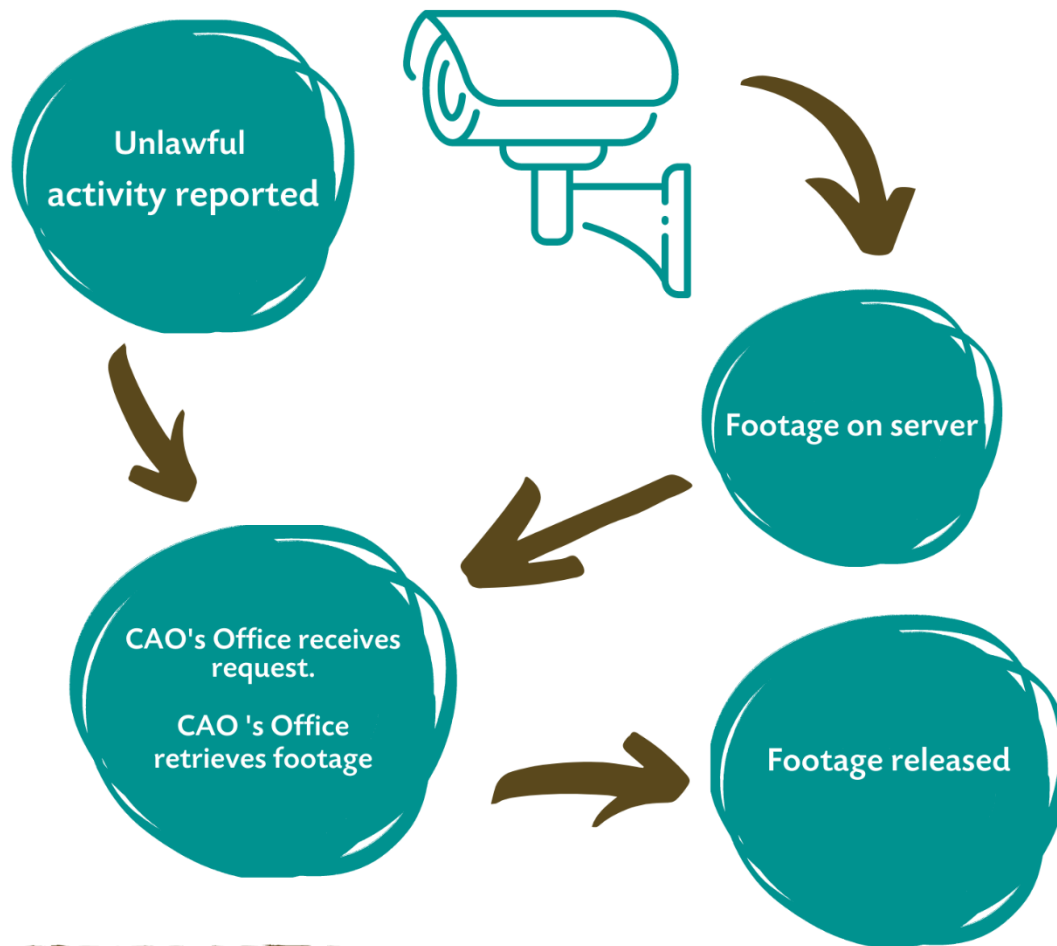 Unlawful
activity reported
Footage on server
CAO's Office receives
request.
CAO 's Office
retrieves footage
Footage released